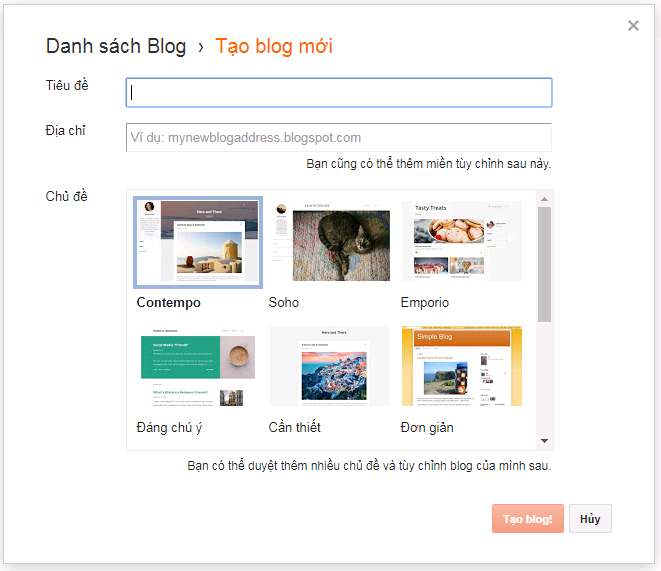 Danh sách Blog › Tạo blog mới
Tiêu đề
Địa chỉ
Ví dụ: mynewblogaddress.blogspot.com
Bạn cũng có thể thêm miền tùy chỉnh sau này.
Chủ đề
Here and There
Tasty Treats
Contempo
Soho
Emporio
Social Media "Friends"
What's Distance Between Friends?
Here and There
Simple Blog
Đáng chú ý
Cần thiết
Đơn giản
Bạn có thể duyệt thêm nhiều chủ đề và tùy chỉnh blog của mình sau.
Tạo blog!
Hủy